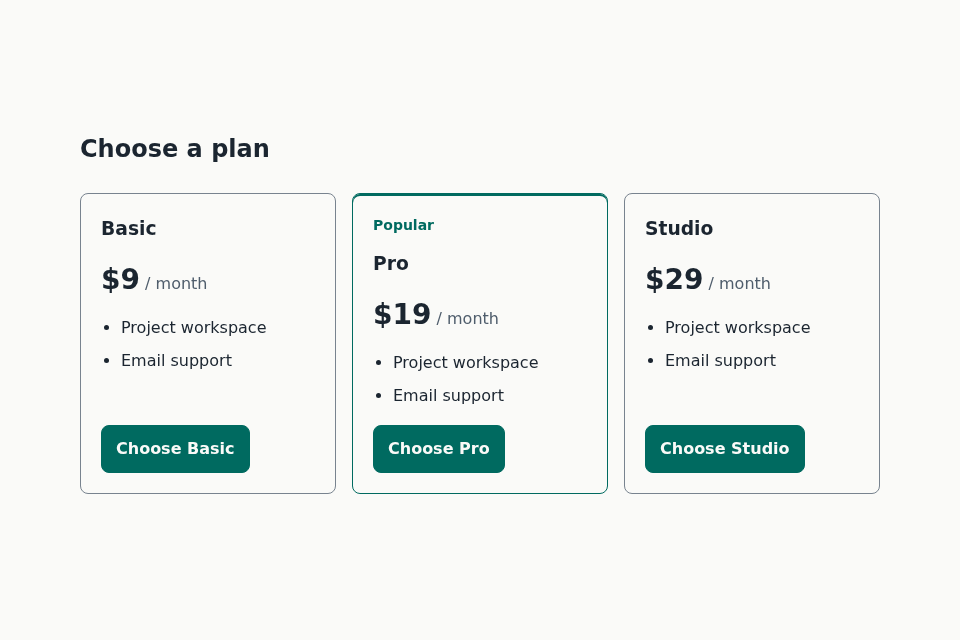 Choose a plan
Basic
$9 / month
• Project workspace
• Email support
Choose Basic
Popular
Pro
$19 / month
• Project workspace
• Email support
Choose Pro
Studio
$29 / month
• Project workspace
• Email support
Choose Studio